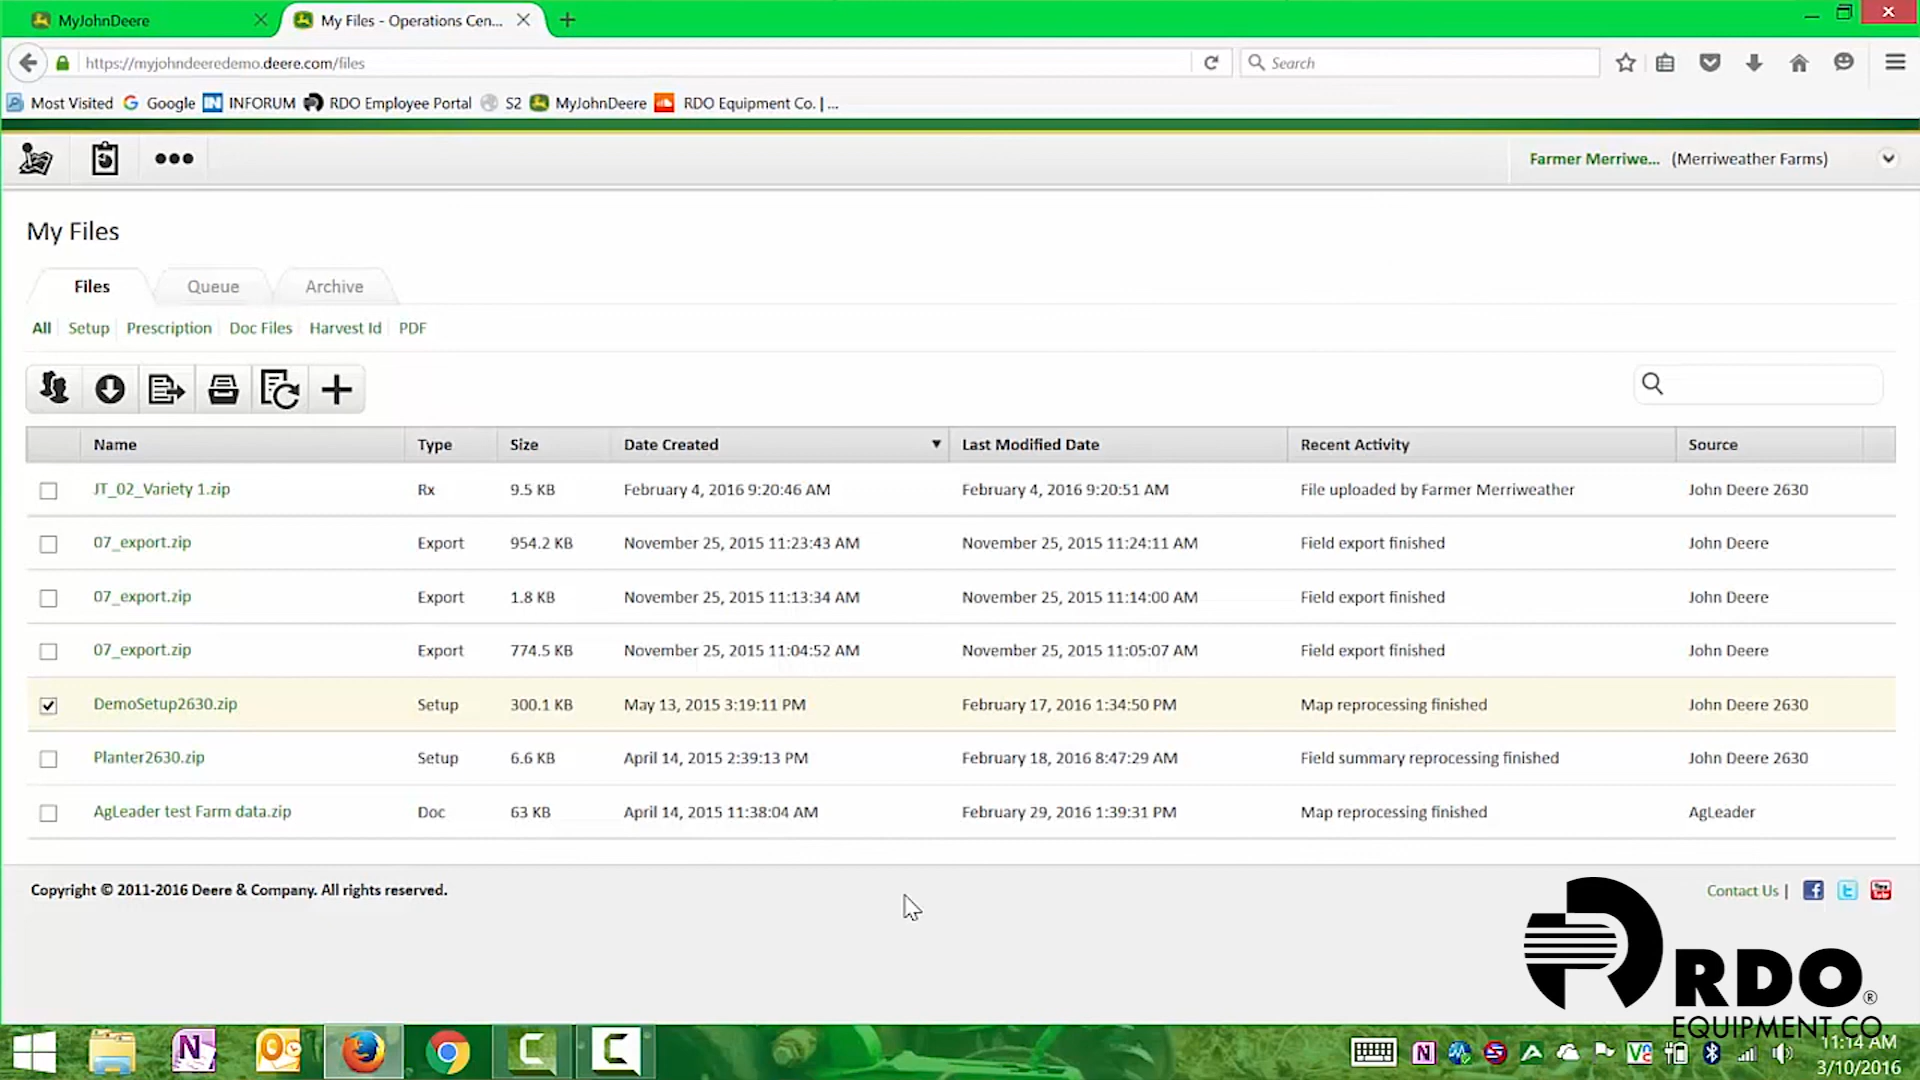 MyJohnDeere
My Files - Operations Cen...
https://myjohndeeredemo.deere.com/files
Search
Most Visited Google INFORUM RDO Employee Portal S2 MyJohnDeere RDO Equipment Co. | ...
Farmer Merriwe... (Merriweather Farms)
My Files
Files Queue Archive
All Setup Prescription Doc Files Harvest Id PDF
Name Type Size Date Created Last Modified Date Recent Activity Source
JT_02_Variety 1.zip Rx 9.5 KB February 4, 2016 9:20:46 AM February 4, 2016 9:20:51 AM File uploaded by Farmer Merriweather John Deere 2630
07_export.zip Export 954.2 KB November 25, 2015 11:23:43 AM November 25, 2015 11:24:11 AM Field export finished John Deere
07_export.zip Export 1.8 KB November 25, 2015 11:13:34 AM November 25, 2015 11:14:00 AM Field export finished John Deere
07_export.zip Export 774.5 KB November 25, 2015 11:04:52 AM November 25, 2015 11:05:07 AM Field export finished John Deere
DemoSetup2630.zip Setup 300.1 KB May 13, 2015 3:19:11 PM February 17, 2016 1:34:50 PM Map reprocessing finished John Deere 2630
Planter2630.zip Setup 6.6 KB April 14, 2015 2:39:13 PM February 18, 2016 8:47:29 AM Field summary reprocessing finished John Deere 2630
AgLeader test Farm data.zip Doc 63 KB April 14, 2015 11:38:04 AM February 29, 2016 1:39:31 PM Map reprocessing finished AgLeader
Copyright © 2011-2016 Deere & Company. All rights reserved.
Contact Us |
RDO®
EQUIPMENT CO.
11:14 AM
3/10/2016